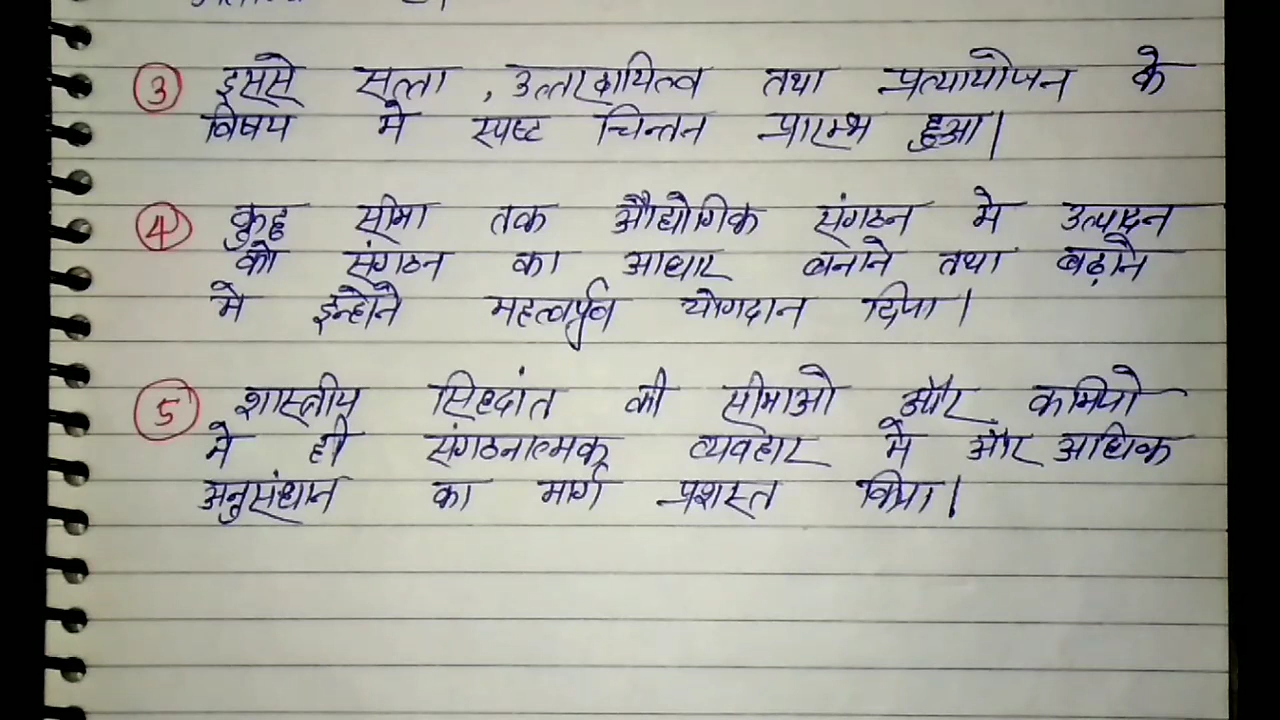 ③ इससे सत्ता , उत्तरदायित्व तथा प्रत्यायोजन के
विषय मे स्पष्ट चिन्तन प्रारम्भ हुआ।
④ कुछ सीमा तक औद्योगिक संगठन मे उत्पादन
को संगठन का आधार बनाने तथा बढ़ाने
मे इन्होने महत्वर्पूव योगदान दिया।
⑤ शास्त्रीय सिद्धांत की सीमाओ और कमियो
मे ही संगठनात्मक व्यवहार मे और अधिक
अनुसंधान का मार्ग प्रशस्त किया।